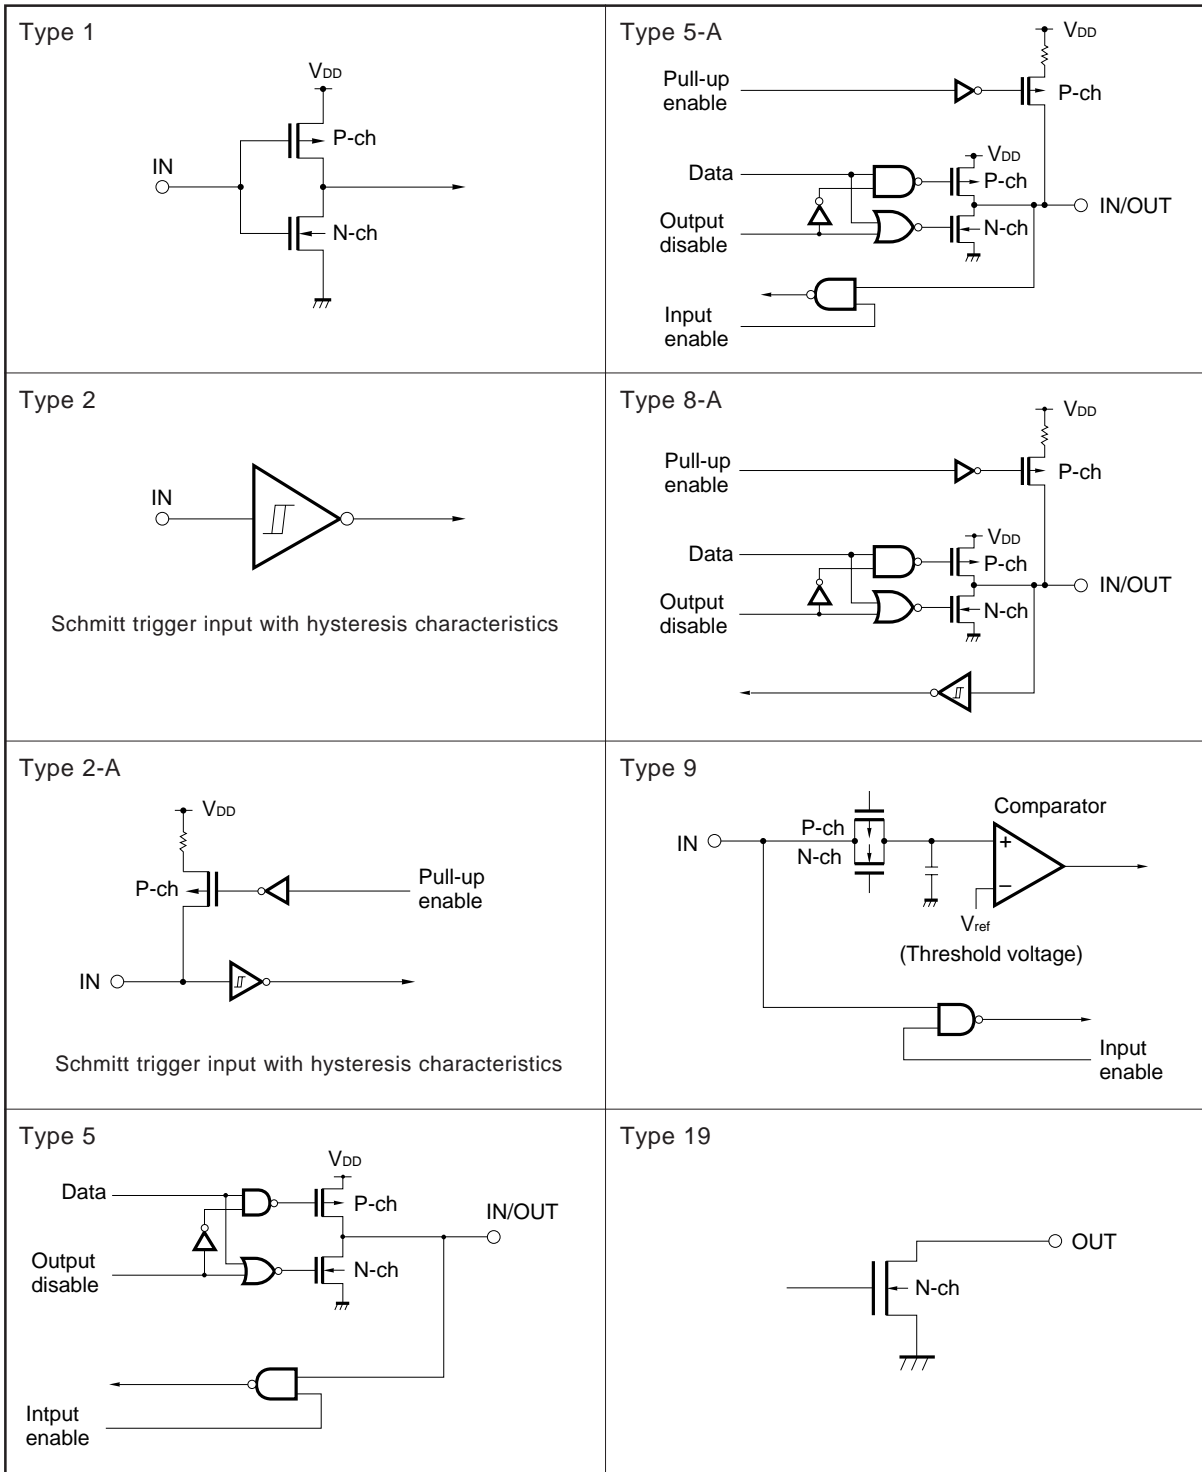 Type 1
VDD
P-ch
IN
N-ch
Type 5-A
VDD
Pull-up
enable
P-ch
VDD
Data
P-ch
IN/OUT
Output
disable
N-ch
Input
enable
Type 2
IN
Schmitt trigger input with hysteresis characteristics
Type 8-A
VDD
Pull-up
enable
P-ch
VDD
Data
P-ch
IN/OUT
Output
disable
N-ch
Type 2-A
VDD
P-ch
Pull-up
enable
IN
Schmitt trigger input with hysteresis characteristics
Type 9
Comparator
P-ch
IN
N-ch
+
−
Vref
(Threshold voltage)
Input
enable
Type 5
VDD
Data
P-ch
IN/OUT
Output
disable
N-ch
Intput
enable
Type 19
OUT
N-ch